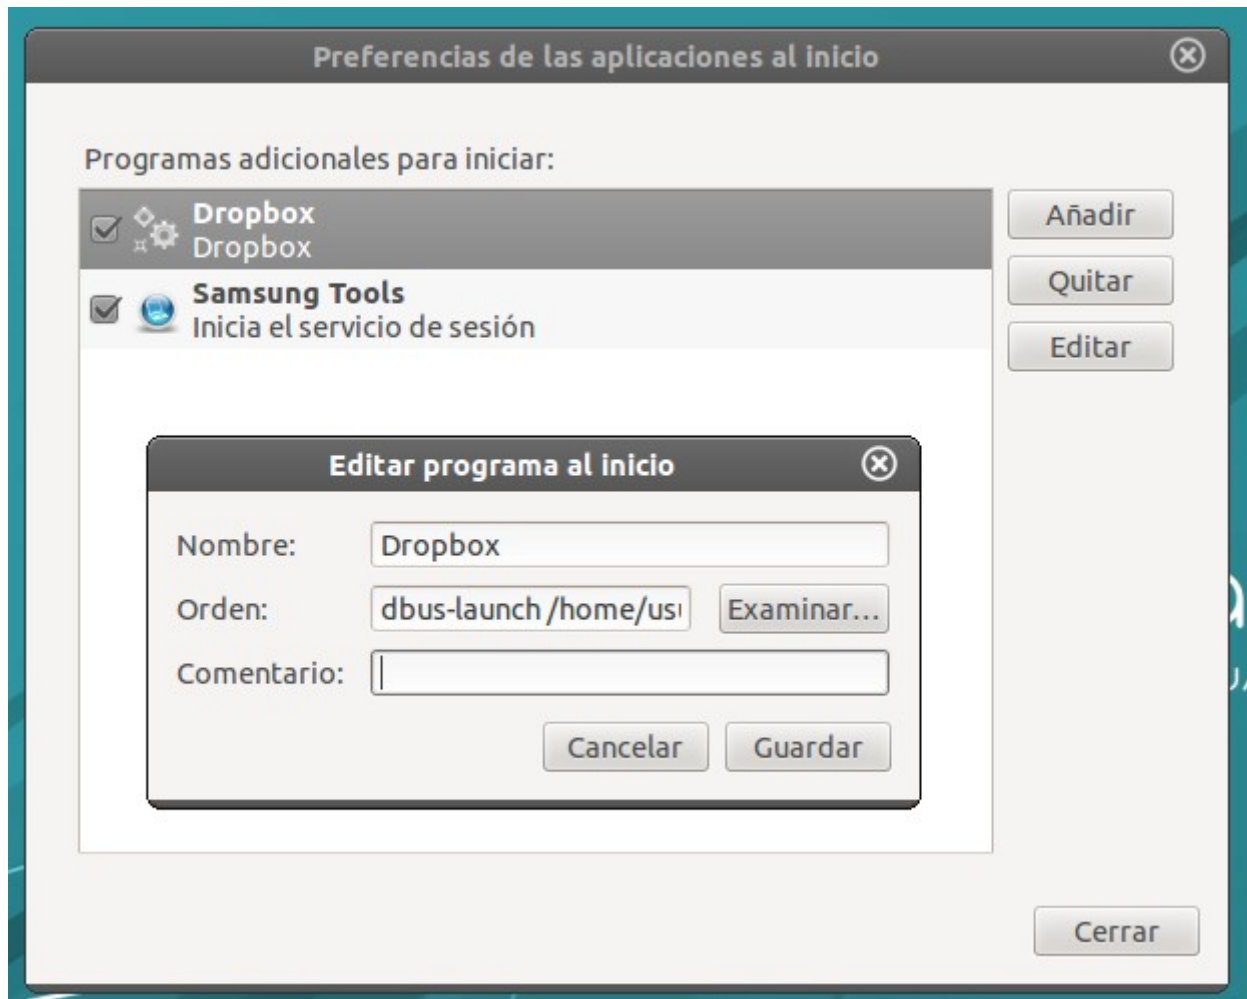 Preferencias de las aplicaciones al inicio
Programas adicionales para iniciar:
Dropbox
Dropbox
Samsung Tools
Inicia el servicio de sesión
Añadir
Quitar
Editar
Editar programa al inicio
Nombre: Dropbox
Orden: dbus-launch /home/usu Examinar...
Comentario:
Cancelar Guardar
Cerrar